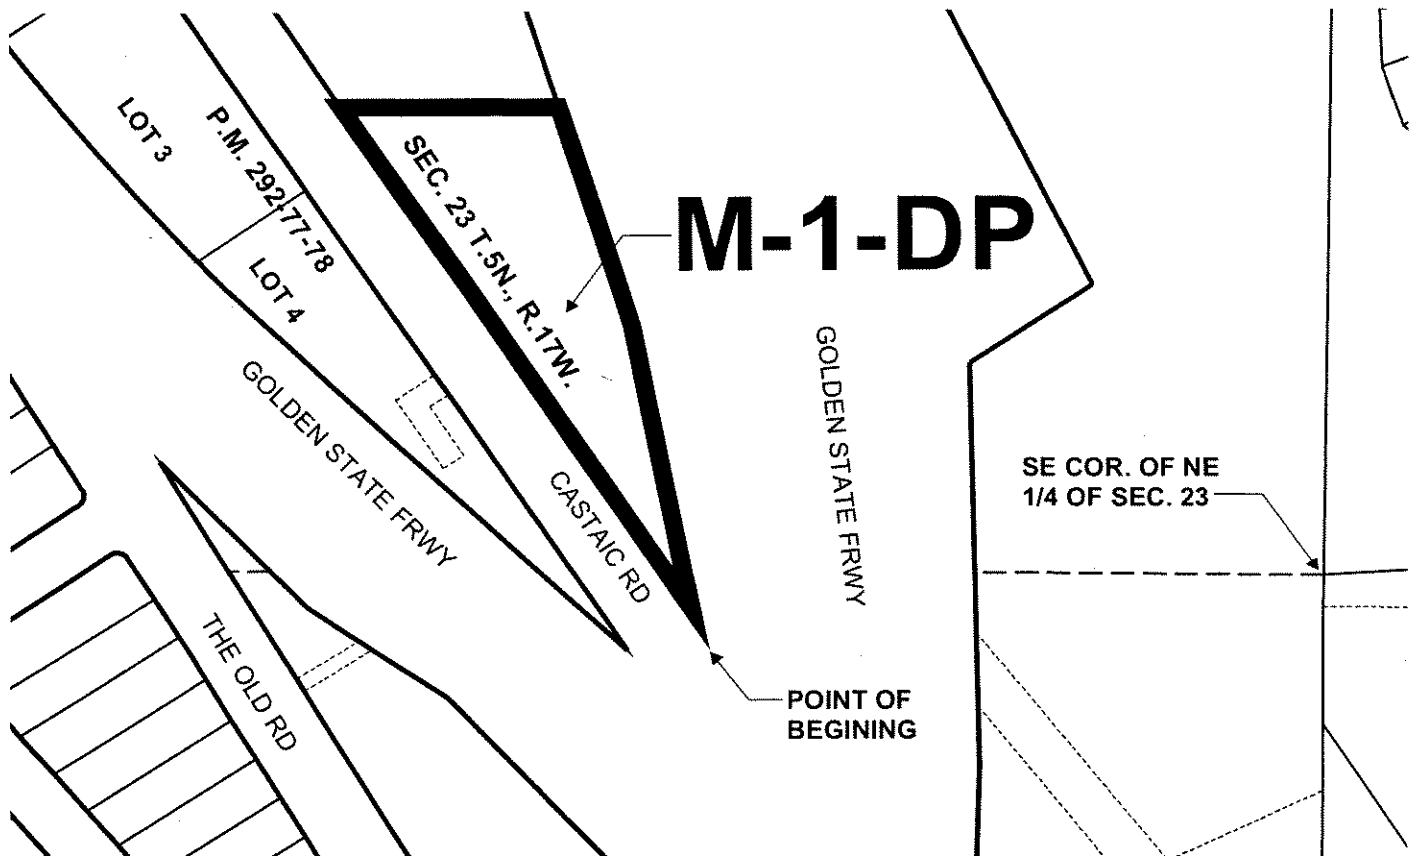 LOT 3
P.M. 292-77-78
LOT 4
SEC. 23 T.5N., R.17W.
M-1-DP
GOLDEN STATE FRWY
CASTAIC RD
GOLDEN STATE FRWY
SE COR. OF NE
1/4 OF SEC. 23
THE OLD RD
POINT OF
BEGINING